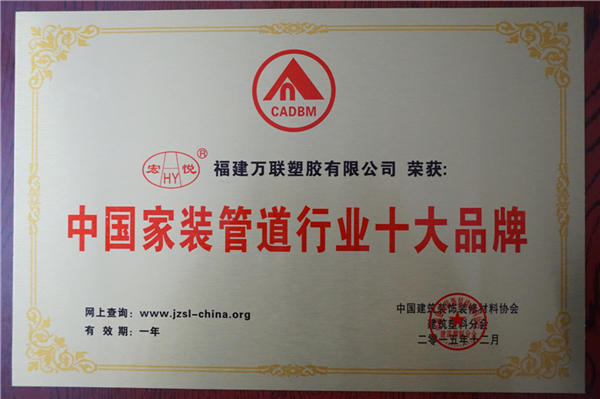 CADBM
宏 HY 悦 ® 福建万联塑胶有限公司 荣获:
中国家装管道行业十大品牌
网上查询: www.jzsl-china.org
有 效 期: 一年
中国建筑装饰装修材料协会
建筑塑料分会
二零一五年十二月